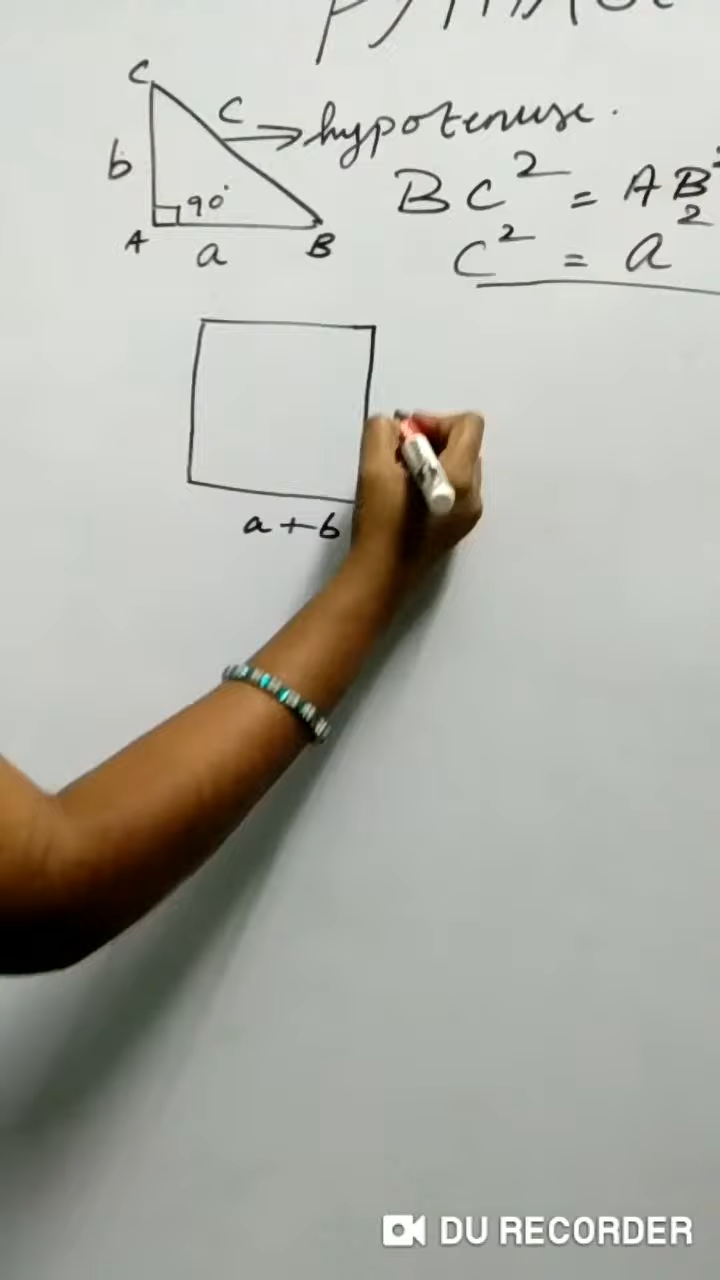 C
C → hypotenuse.
b
90°
A a B
BC² = AB²
C² = a²
a + b
DU RECORDER